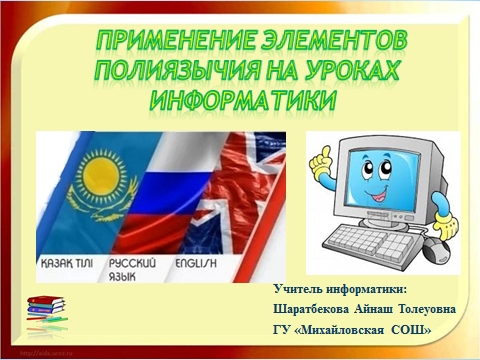 ПРИМЕНЕНИЕ ЭЛЕМЕНТОВ
ПОЛИЯЗЫЧИЯ НА УРОКАХ
ИНФОРМАТИКИ
ҚАЗАҚ ТІЛІ
РУССКИЙ
ЯЗЫК
ENGLISH
Учитель информатики:
Шаратбекова Айнаш Толеуовна
ГУ «Михайловская СОШ»